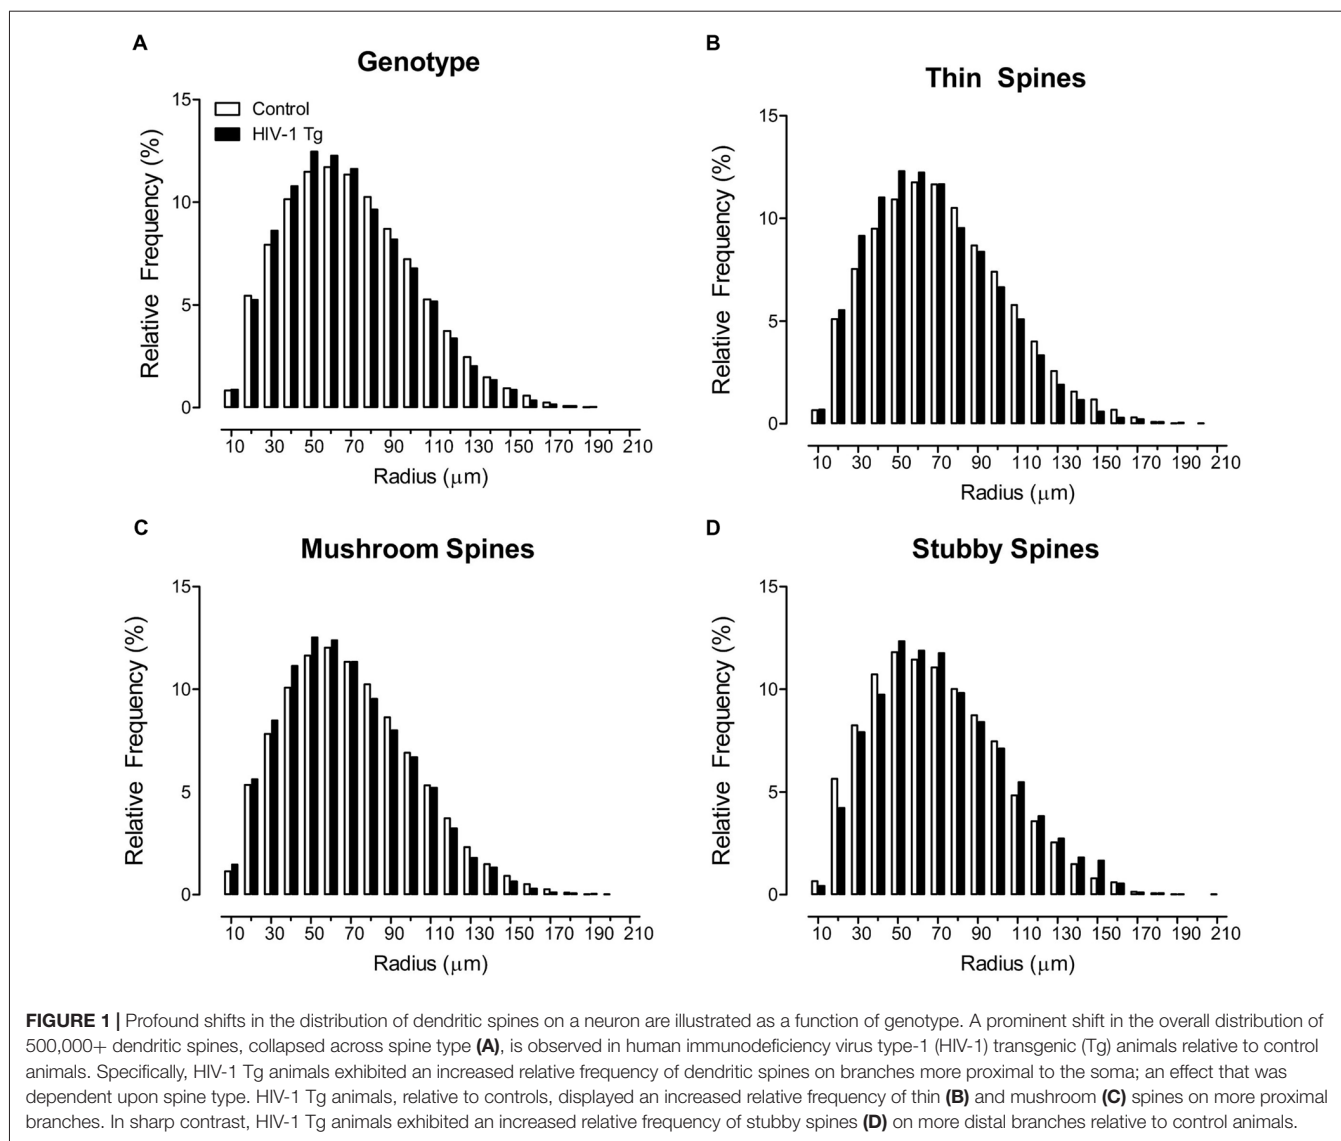 A
Genotype
15
10
5
0
Relative Frequency (%)
Control
HIV-1 Tg
10 30 50 70 90 110 130 150 170 190 210
Radius (μm)
B
Thin Spines
15
10
5
0
Relative Frequency (%)
10 30 50 70 90 110 130 150 170 190 210
Radius (μm)
C
Mushroom Spines
15
10
5
0
Relative Frequency (%)
10 30 50 70 90 110 130 150 170 190 210
Radius (μm)
D
Stubby Spines
15
10
5
0
Relative Frequency (%)
10 30 50 70 90 110 130 150 170 190 210
Radius (μm)
FIGURE 1 | Profound shifts in the distribution of dendritic spines on a neuron are illustrated as a function of genotype. A prominent shift in the overall distribution of
500,000+ dendritic spines, collapsed across spine type (A), is observed in human immunodeficiency virus type-1 (HIV-1) transgenic (Tg) animals relative to control
animals. Specifically, HIV-1 Tg animals exhibited an increased relative frequency of dendritic spines on branches more proximal to the soma; an effect that was
dependent upon spine type. HIV-1 Tg animals, relative to controls, displayed an increased relative frequency of thin (B) and mushroom (C) spines on more proximal
branches. In sharp contrast, HIV-1 Tg animals exhibited an increased relative frequency of stubby spines (D) on more distal branches relative to control animals.